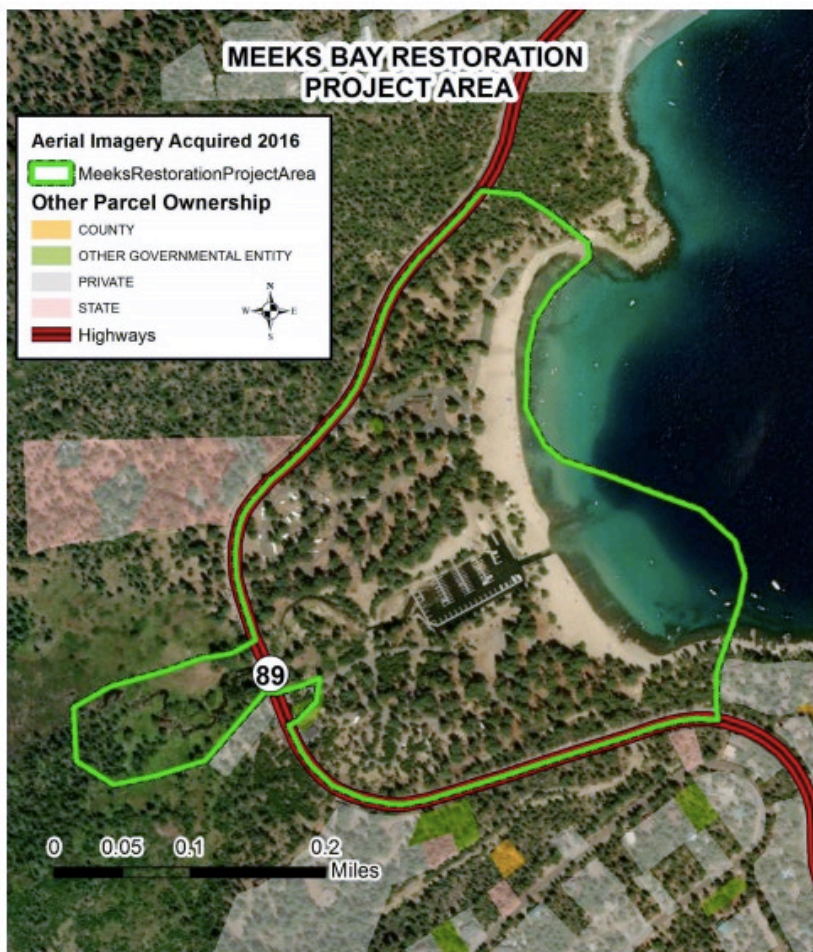 MEEKS BAY RESTORATION
PROJECT AREA
Aerial Imagery Acquired 2016
MeeksRestorationProjectArea
Other Parcel Ownership
COUNTY
OTHER GOVERNMENTAL ENTITY
PRIVATE
STATE
Highways
N
W E
S
89
0 0.05 0.1 0.2
Miles